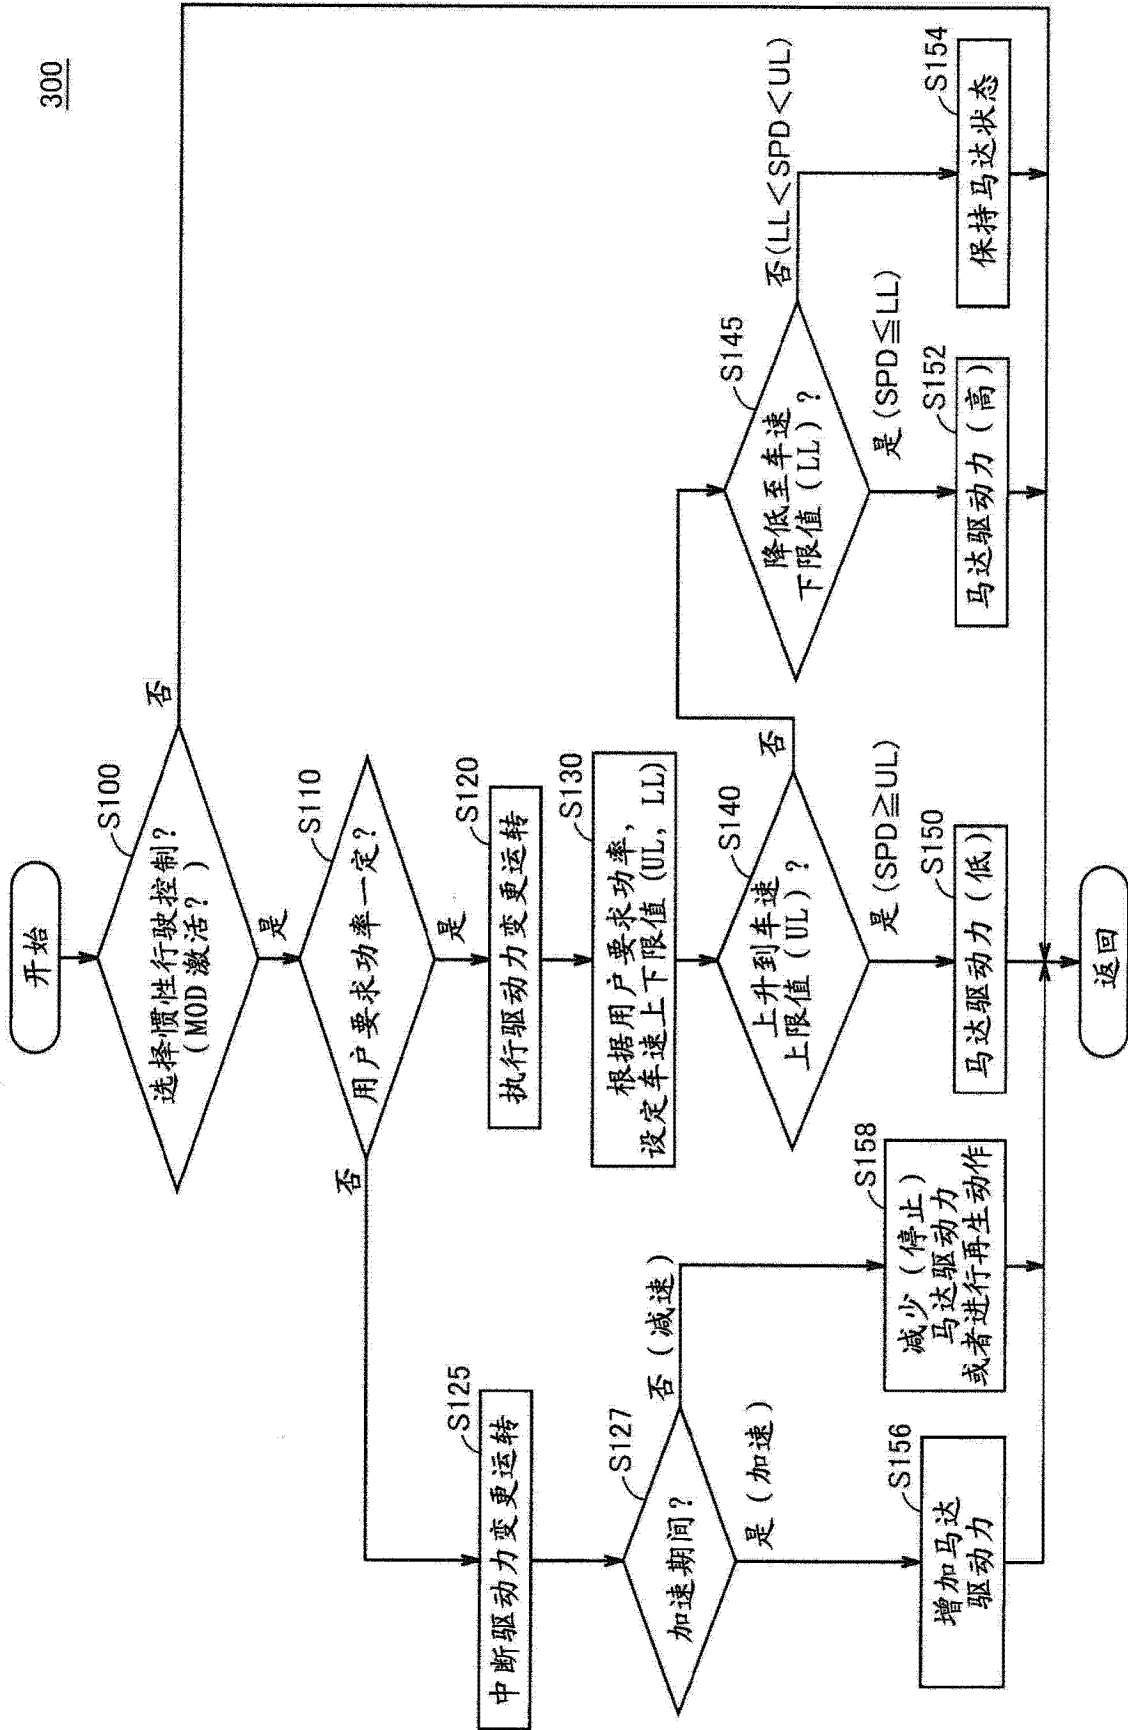 300
开始
S100
选择惯性行驶控制？
(MOD 激活？)
否
是
S110
用户要求功率一定？
否
是
S120
执行驱动力变更运转
S125
中断驱动力变更运转
S130
根据用户要求功率，
设定车速上下限值(UL, LL)
S127
加速期间？
否（减速）
是（加速）
S140
上升到车速
上限值(UL)？
否
是(SPD≧UL)
S145
降低至车速
下限值(LL)？
否(LL<SPD<UL)
是(SPD≦LL)
S156
增加马达
驱动力
S158
减少（停止）
马达驱动力
或者进行再生动作
S150
马达驱动力（低）
S152
马达驱动力（高）
S154
保持马达状态
返回